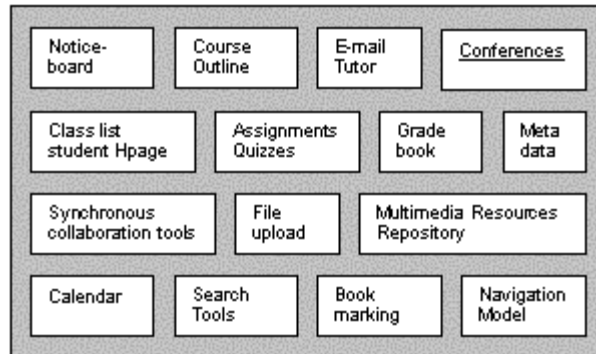 Notice-
board
Course
Outline
E-mail
Tutor
Conferences
Class list
student Hpage
Assignments
Quizzes
Grade
book
Meta
data
Synchronous
collaboration tools
File
upload
Multimedia Resources
Repository
Calendar
Search
Tools
Book
marking
Navigation
Model